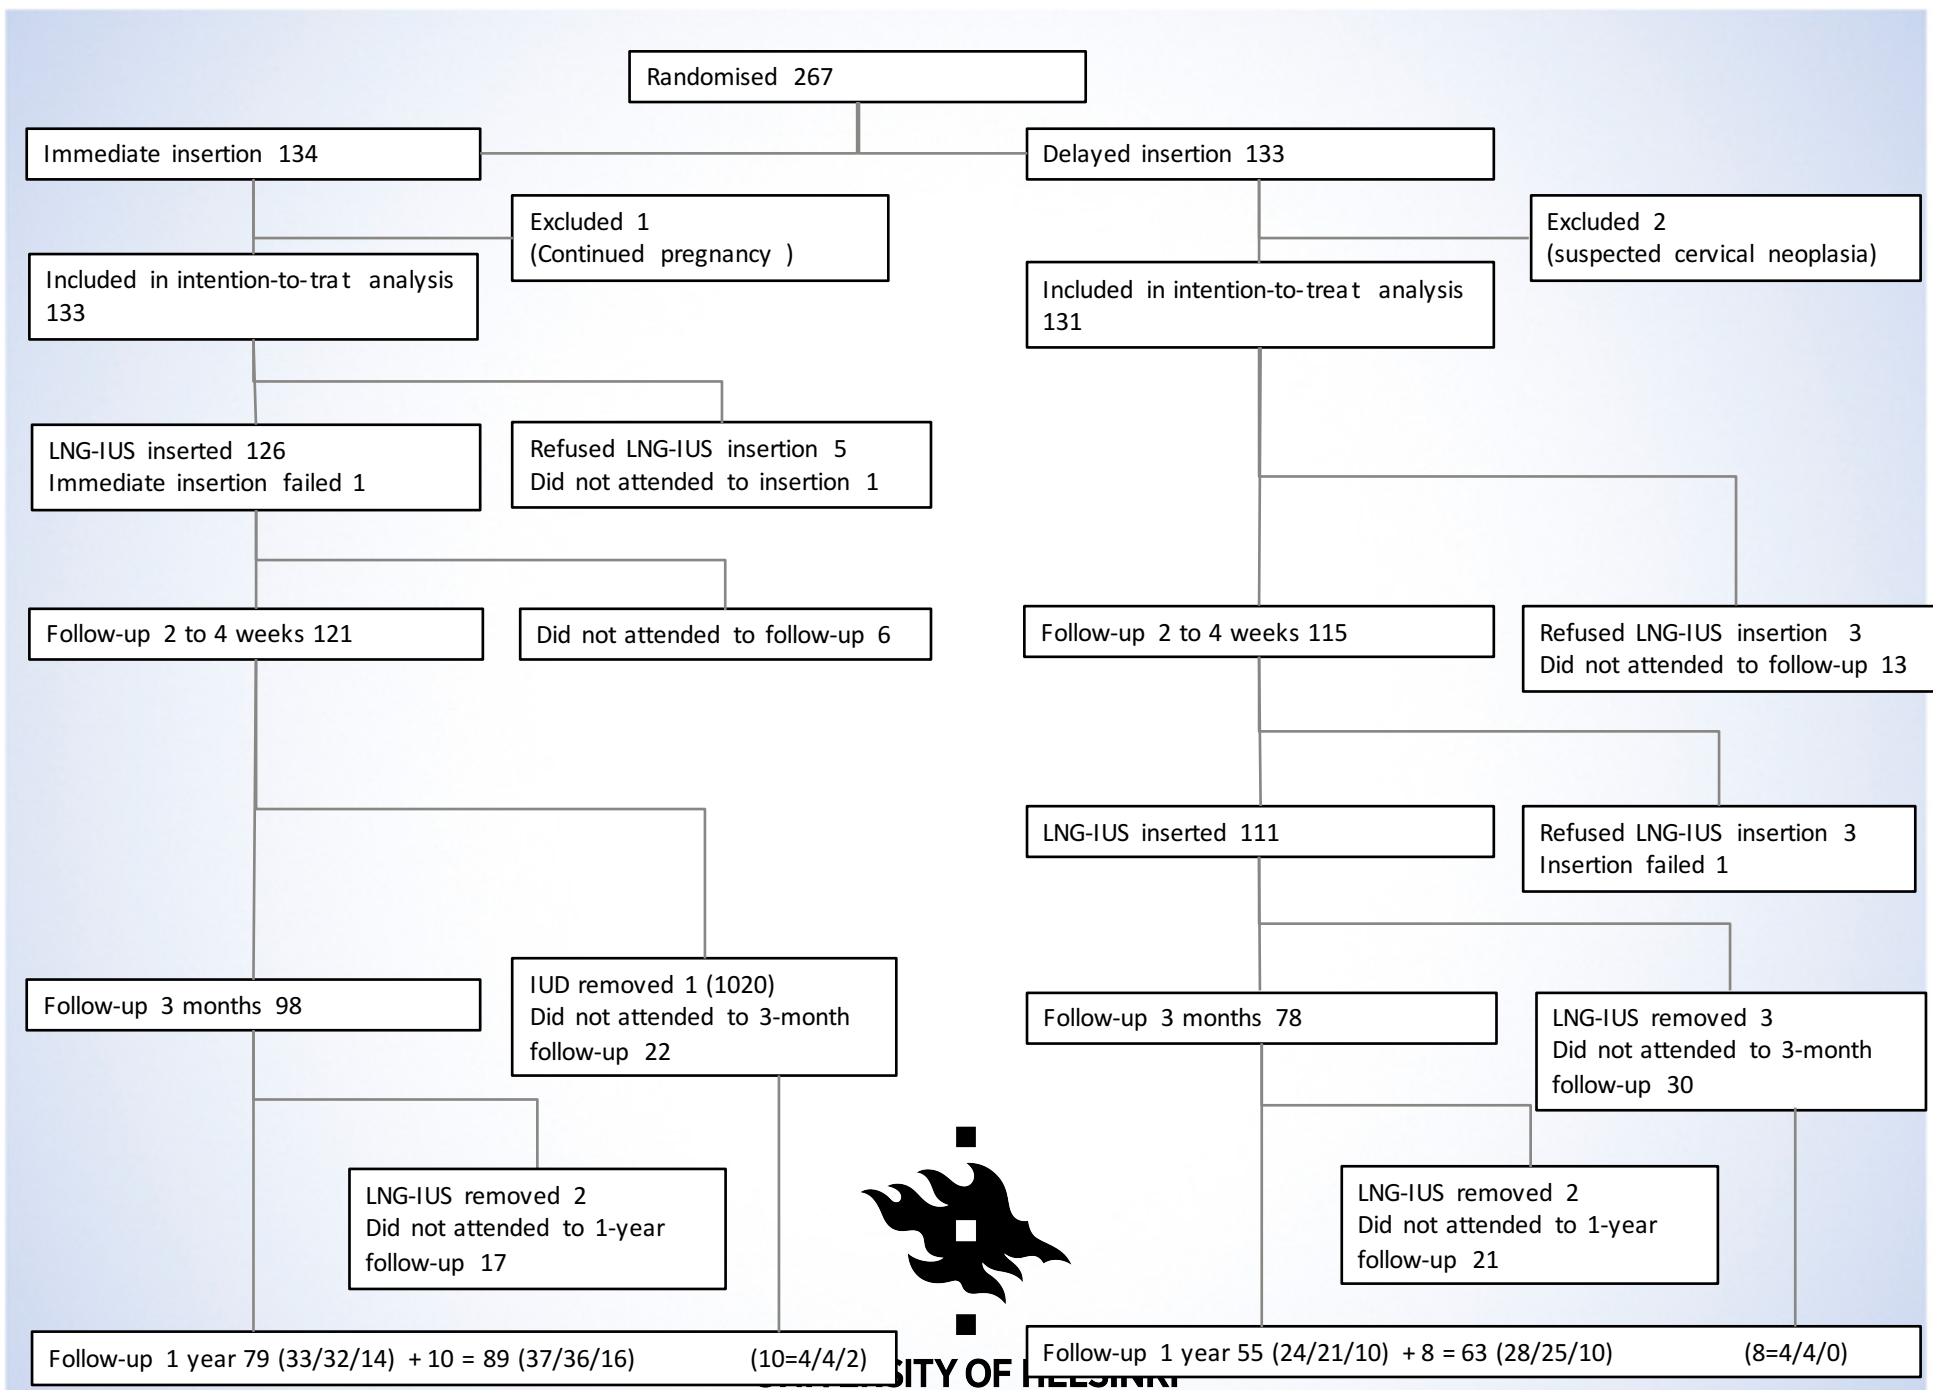 Randomised 267
Immediate insertion 134
Delayed insertion 133
Excluded 1
(Continued pregnancy )
Excluded 2
(suspected cervical neoplasia)
Included in intention-to-trat analysis
133
Included in intention-to-treat analysis
131
LNG-IUS inserted 126
Immediate insertion failed 1
Refused LNG-IUS insertion 5
Did not attended to insertion 1
Follow-up 2 to 4 weeks 121
Did not attended to follow-up 6
Follow-up 2 to 4 weeks 115
Refused LNG-IUS insertion 3
Did not attended to follow-up 13
LNG-IUS inserted 111
Refused LNG-IUS insertion 3
Insertion failed 1
Follow-up 3 months 98
IUD removed 1 (1020)
Did not attended to 3-month
follow-up 22
Follow-up 3 months 78
LNG-IUS removed 3
Did not attended to 3-month
follow-up 30
LNG-IUS removed 2
Did not attended to 1-year
follow-up 17
LNG-IUS removed 2
Did not attended to 1-year
follow-up 21
Follow-up 1 year 79 (33/32/14) + 10 = 89 (37/36/16) (10=4/4/2)
Follow-up 1 year 55 (24/21/10) + 8 = 63 (28/25/10) (8=4/4/0)
UNIVERSITY OF HELSINKI